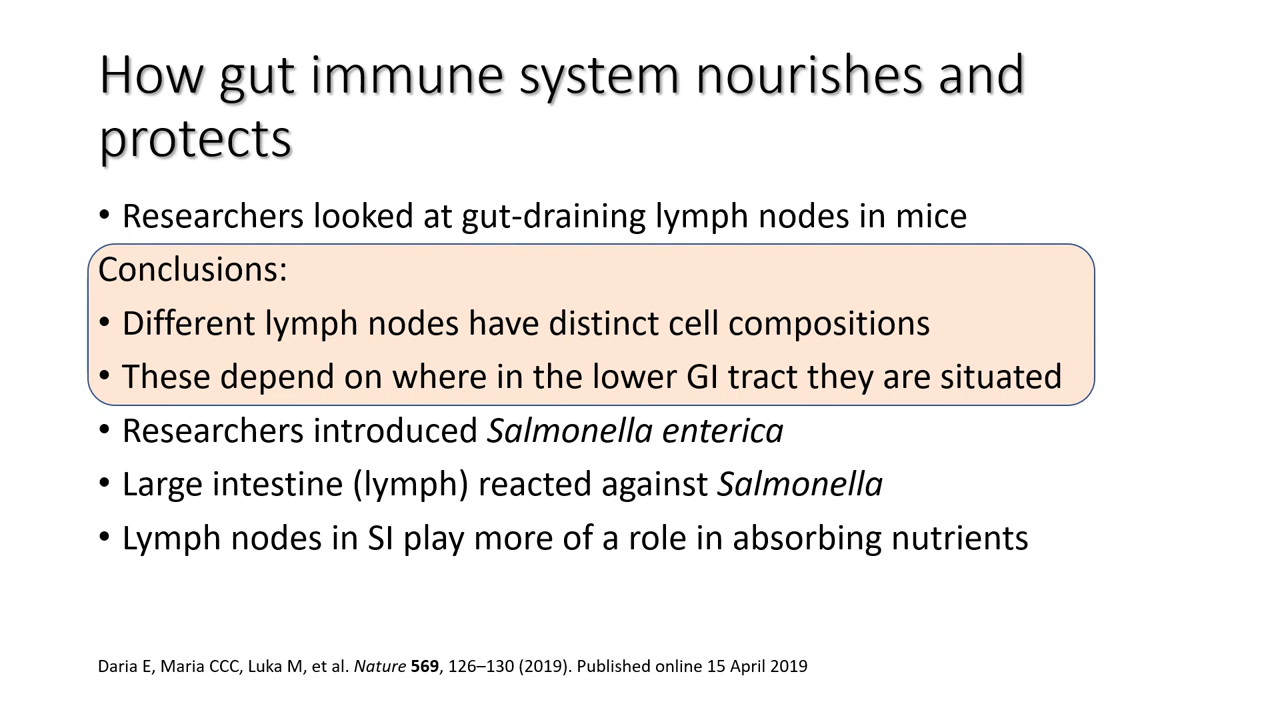 How gut immune system nourishes and
protects
• Researchers looked at gut-draining lymph nodes in mice
Conclusions:
• Different lymph nodes have distinct cell compositions
• These depend on where in the lower GI tract they are situated
• Researchers introduced Salmonella enterica
• Large intestine (lymph) reacted against Salmonella
• Lymph nodes in SI play more of a role in absorbing nutrients
Daria E, Maria CCC, Luka M, et al. Nature 569, 126–130 (2019). Published online 15 April 2019